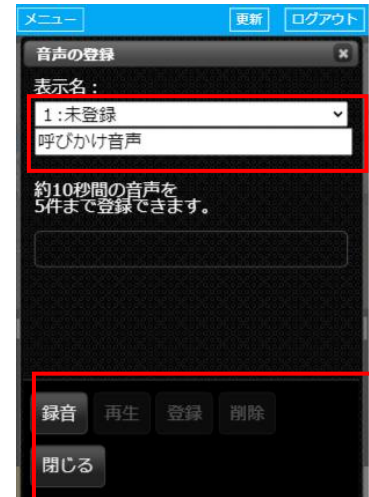 メニュー 更新 ログアウト
音声の登録 ×
表示名：
1:未登録
呼びかけ音声
約10秒間の音声を
5件まで登録できます。
録音 再生 登録 削除
閉じる